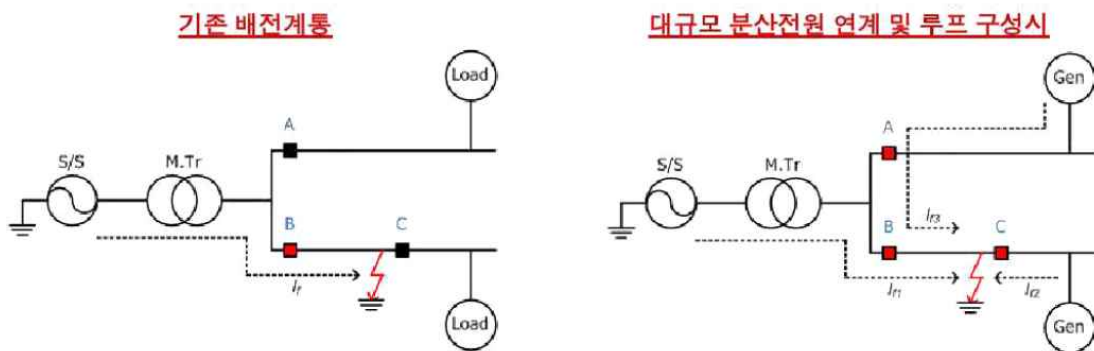 기존 배전계통
Load
A
S/S
M.Tr
B
C
If
Load
대규모 분산전원 연계 및 루프 구성시
Gen
A
S/S
M.Tr
If3
B
C
If1
If2
Gen